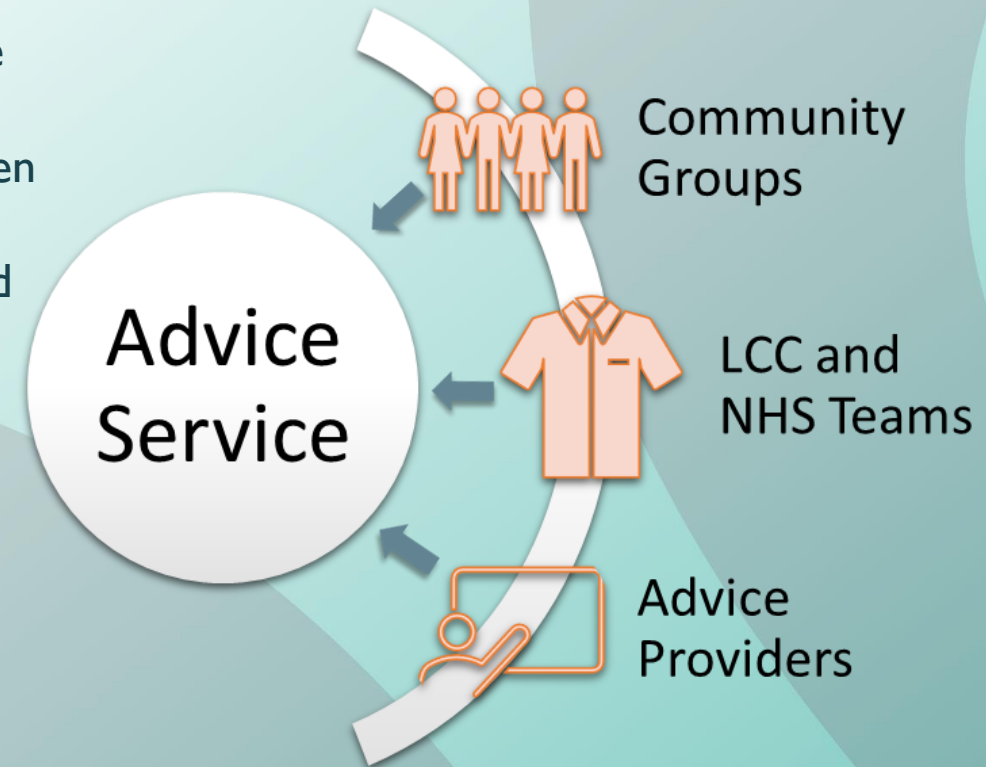 Advice
Service
Community
Groups
LCC and
NHS Teams
Advice
Providers